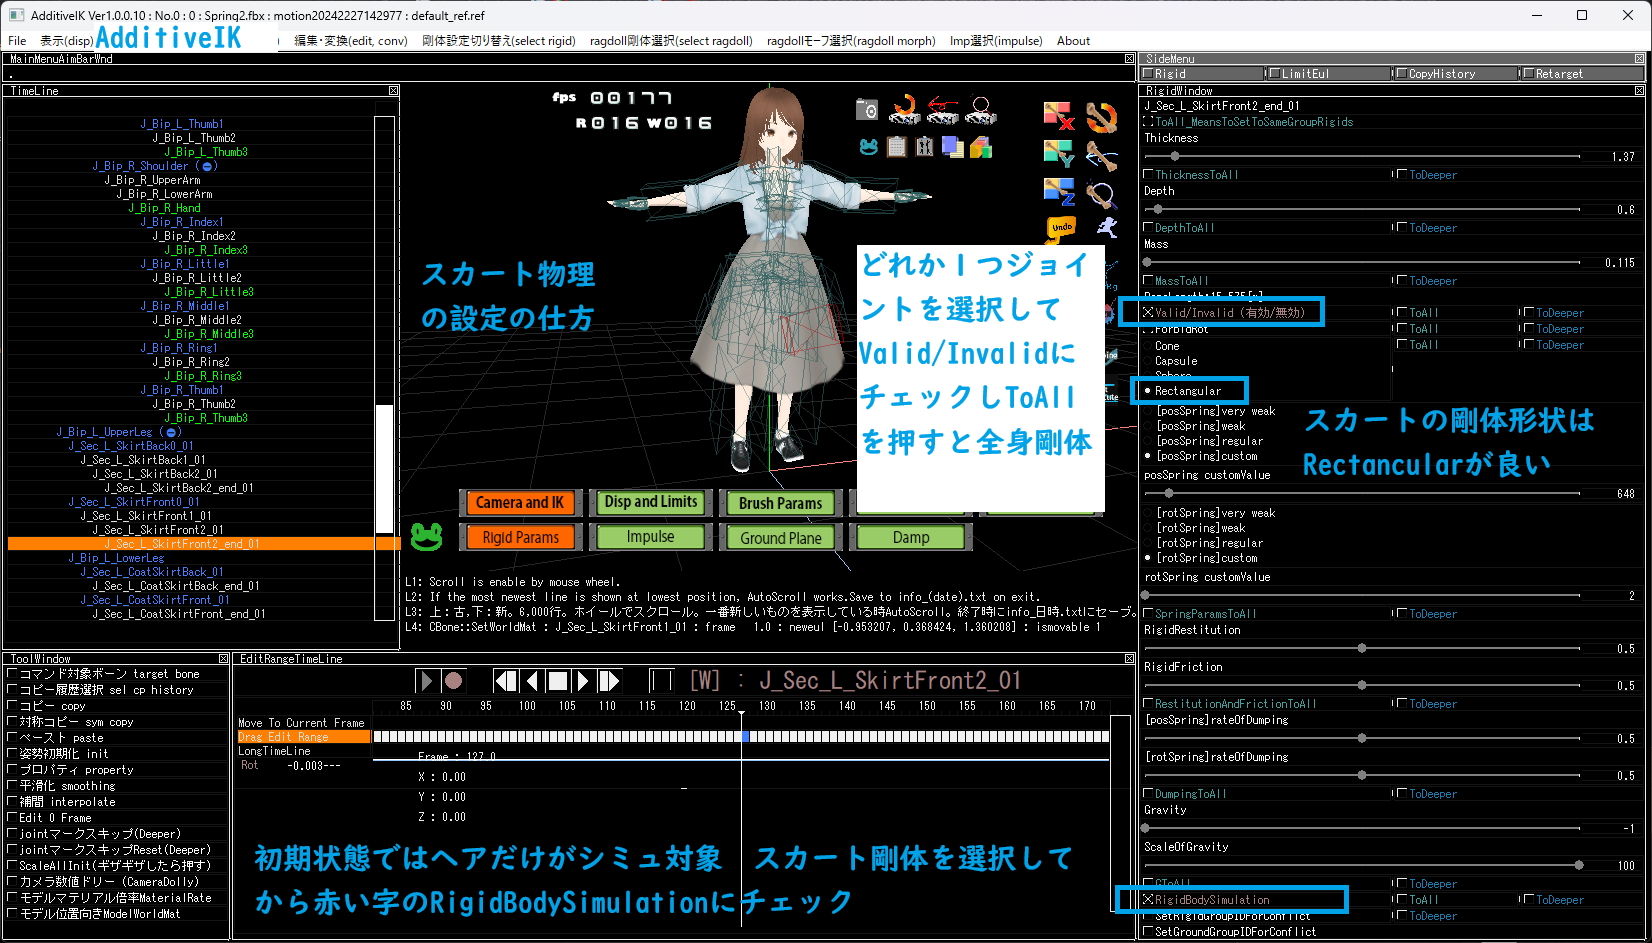 AdditiveIK Ver1.0.0.10 : No.0 : 0 : Spring2.fbx : motion20242227142977 : default_ref.ref
File 表示(disp) AdditiveIK ) 編集・変換(edit, conv) 剛体設定切り替え(select rigid) ragdoll剛体選択(select ragdoll) ragdollモーフ選択(ragdoll morph) Imp選択(impulse) About
MainMenuAimBarWnd
SideMenu
Rigid LimitEul CopyHistory Retarget
TimeLine
J_Bip_L_Thumb1
J_Bip_L_Thumb2
J_Bip_L_Thumb3
J_Bip_R_Shoulder (⊖)
J_Bip_R_UpperArm
J_Bip_R_LowerArm
J_Bip_R_Hand
J_Bip_R_Index1
J_Bip_R_Index2
J_Bip_R_Index3
J_Bip_R_Little1
J_Bip_R_Little2
J_Bip_R_Little3
J_Bip_R_Middle1
J_Bip_R_Middle2
J_Bip_R_Middle3
J_Bip_R_Ring1
J_Bip_R_Ring2
J_Bip_R_Ring3
J_Bip_R_Thumb1
J_Bip_R_Thumb2
J_Bip_R_Thumb3
J_Bip_L_UpperLeg (⊖)
J_Sec_L_SkirtBack0_01
J_Sec_L_SkirtBack1_01
J_Sec_L_SkirtBack2_01
J_Sec_L_SkirtBack2_end_01
J_Sec_L_SkirtFront0_01
J_Sec_L_SkirtFront1_01
J_Sec_L_SkirtFront2_01
J_Sec_L_SkirtFront2_end_01
J_Bip_L_LowerLeg
J_Sec_L_CoatSkirtBack_01
J_Sec_L_CoatSkirtBack_end_01
J_Sec_L_CoatSkirtFront_01
J_Sec_L_CoatSkirtFront_end_01
fps 00177
R016 W016
X
Y
Z
Undo
スカート物理
の設定の仕方
どれか１つジョイ
ントを選択して
Valid/Invalidに
チェックしToAll
を押すと全身剛体
Camera and IK Disp and Limits Brush Params
Rigid Params Impulse Ground Plane Damp
L1: Scroll is enable by mouse wheel.
L2: If the most newest line is shown at lowest position, AutoScroll works.Save to info_(date).txt on exit.
L3: 上：古,下：新。6,000行。ホイールでスクロール。一番新しいものを表示している時AutoScroll。終了時にinfo_日時.txtにセーブ。
L4: CBone::SetWorldMat : J_Sec_L_SkirtFront1_01 : frame 1.0 : neweul [-0.953207, 0.368424, 1.360208] : ismovable 1
RigidWindow
J_Sec_L_SkirtFront2_end_01
ToAll_MeansToSetToSameGroupRigids
Thickness
1.37
ThicknessToAll ToDeeper
Depth
0.6
DepthToAll ToDeeper
Mass
0.115
MassToAll ToDeeper
Valid/Invalid (有効/無効) ToAll ToDeeper
ForbidRot ToAll ToDeeper
Cone ToAll ToDeeper
Capsule
Sphere
Rectangular
[posSpring]very weak
[posSpring]weak
[posSpring]regular
[posSpring]custom
スカートの剛体形状は
Rectancularが良い
posSpring customValue
648
[rotSpring]very weak
[rotSpring]weak
[rotSpring]regular
[rotSpring]custom
rotSpring customValue
2
SpringParamsToAll ToDeeper
RigidRestitution
0.5
RigidFriction
0.5
RestitutionAndFrictionToAll ToDeeper
[posSpring]rateOfDumping
0.5
[rotSpring]rateOfDumping
0.5
DumpingToAll ToDeeper
Gravity
-1
ScaleOfGravity
100
GToAll ToDeeper
RigidBodySimulation ToAll ToDeeper
SetRigidGroupIDForConflict ToDeeper
SetGroundGroupIDForConflict
ToolWindow
コマンド対象ボーン target bone
コピー履歴選択 sel cp history
コピー copy
対称コピー sym copy
ペースト paste
姿勢初期化 init
プロパティ property
平滑化 smoothing
補間 interpolate
Edit 0 Frame
jointマークスキップ(Deeper)
jointマークスキップReset(Deeper)
ScaleAllInit(ギザギザしたら押す)
カメラ数値ドリー (CameraDolly)
モデルマテリアル倍率MaterialRate
モデル位置向きModelWorldMat
EditRangeTimeLine
[W] : J_Sec_L_SkirtFront2_01
85 90 95 100 105 110 115 120 125 130 135 140 145 150 155 160 165 170
Move To Current Frame
Drag Edit Range
LongTimeLine
Frame : 127.0
Rot -0.003---
X : 0.00
Y : 0.00
Z : 0.00
初期状態ではヘアだけがシミュ対象　スカート剛体を選択して
から赤い字のRigidBodySimulationにチェック